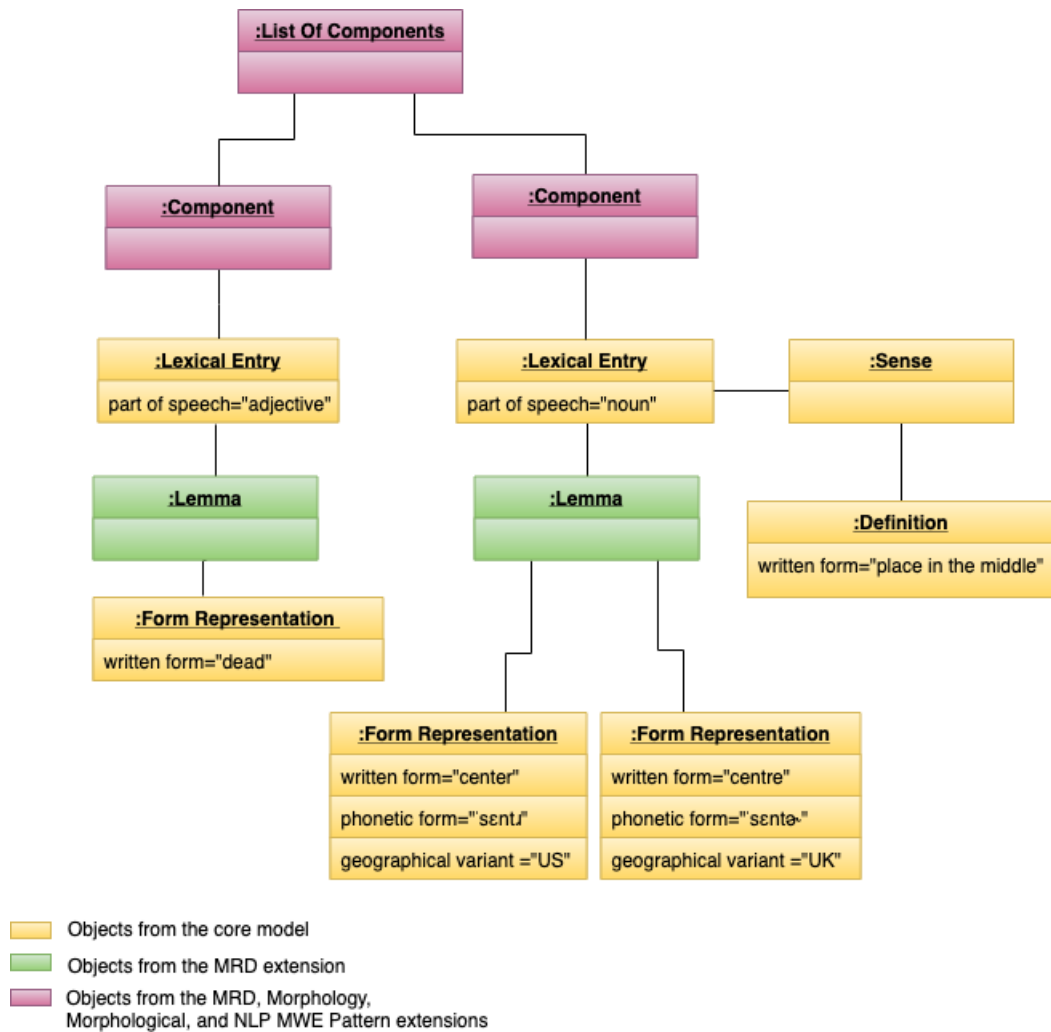 :List Of Components
:Component
:Component
:Lexical Entry
part of speech="adjective"
:Lexical Entry
part of speech="noun"
:Sense
:Lemma
:Lemma
:Definition
written form="place in the middle"
:Form Representation
written form="dead"
:Form Representation
written form="center"
phonetic form="ˈsɛntɹ"
geographical variant ="US"
:Form Representation
written form="centre"
phonetic form="ˈsɛntɚ"
geographical variant ="UK"
Objects from the core model
Objects from the MRD extension
Objects from the MRD, Morphology,
Morphological, and NLP MWE Pattern extensions